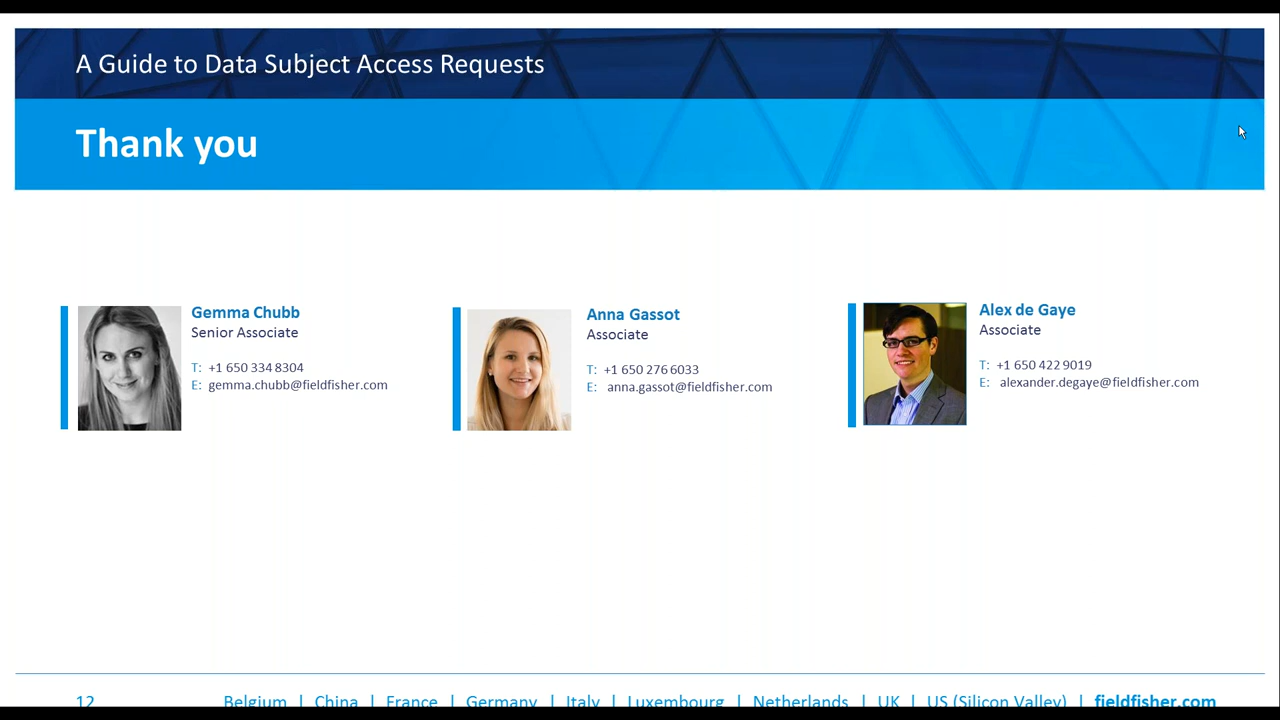 A Guide to Data Subject Access Requests
Thank you
Gemma Chubb
Senior Associate
T: +1 650 334 8304
E: gemma.chubb@fieldfisher.com
Anna Gassot
Associate
T: +1 650 276 6033
E: anna.gassot@fieldfisher.com
Alex de Gaye
Associate
T: +1 650 422 9019
E: alexander.degaye@fieldfisher.com
12 Belgium | China | France | Germany | Italy | Luxembourg | Netherlands | UK | US (Silicon Valley) | fieldfisher.com